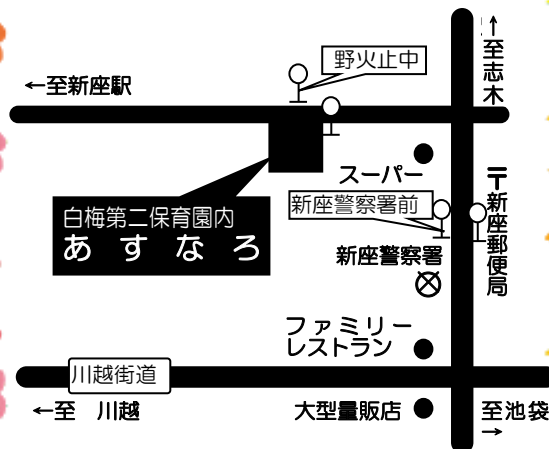 ↑至志木
野火止中
←至新座駅
スーパー
〒新座郵便局
新座警察署前
白梅第二保育園内
あすなろ
新座警察署
ファミリー
レストラン
川越街道
←至 川越
大型量販店
至池袋
→